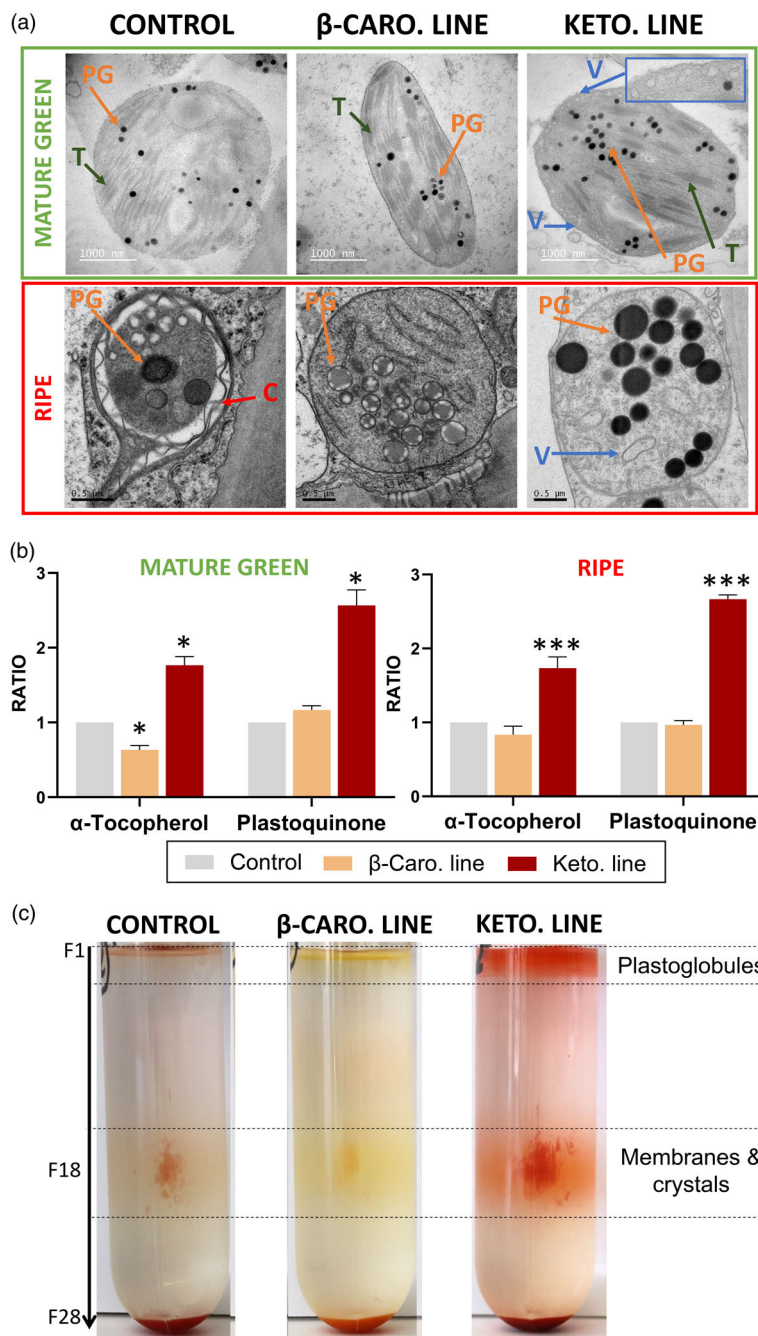 (a)
CONTROL β-CARO. LINE KETO. LINE
MATURE GREEN
PG
T
1000 nm
T
PG
1000 nm
V
V
PG
T
1000 nm
RIPE
PG
C
0.5 µm
PG
0.5 µm
PG
V
0.5 µm
(b)
MATURE GREEN
RATIO
3
2
1
0
*
*
*
α-Tocopherol Plastoquinone
RIPE
RATIO
3
2
1
0
***
***
α-Tocopherol Plastoquinone
Control β-Caro. line Keto. line
(c)
CONTROL β-CARO. LINE KETO. LINE
F1
Plastoglobules
F18
Membranes &
crystals
F28